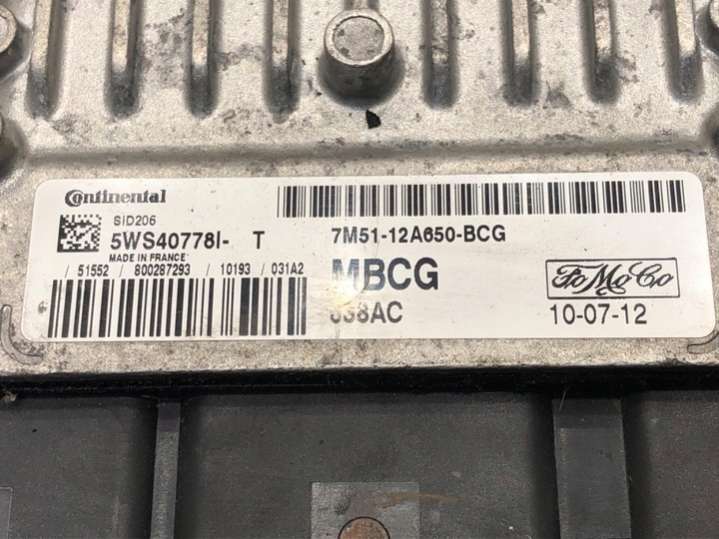 Continental
SID206
5WS40778I- T
MADE IN FRANCE
/ 51552 / 800287293 / 10193 / 031A2
7M51-12A650-BCG
MBCG
FoMoCo
10-07-12